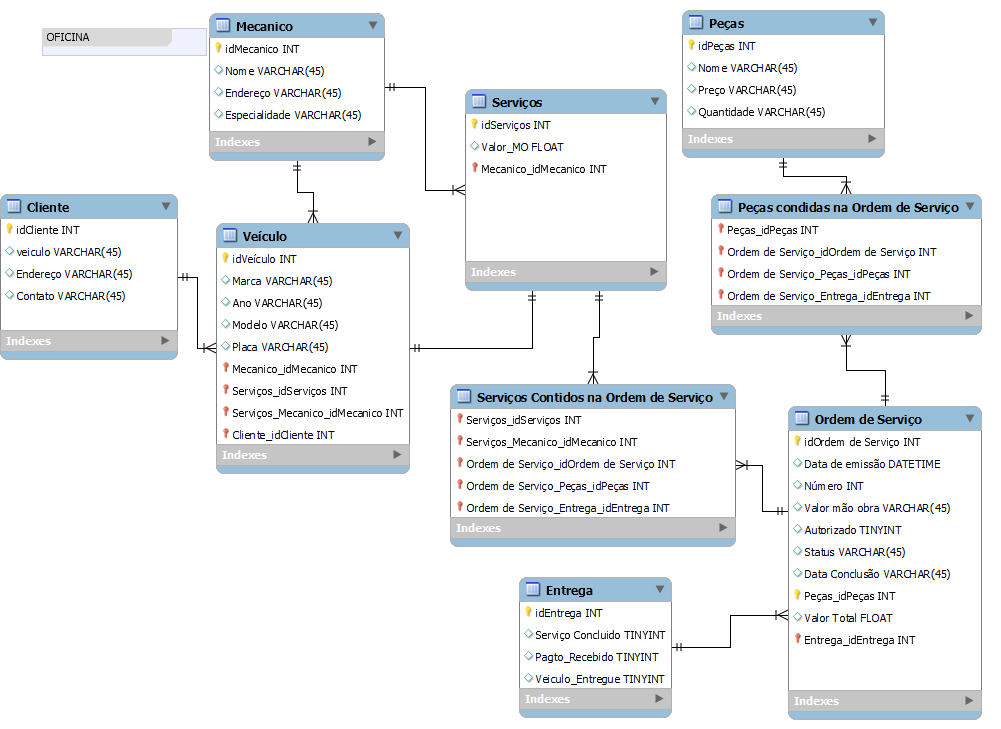 OFICINA
Mecanico
idMecanico INT
Nome VARCHAR(45)
Endereço VARCHAR(45)
Especialidade VARCHAR(45)
Indexes
Peças
idPeças INT
Nome VARCHAR(45)
Preço VARCHAR(45)
Quantidade VARCHAR(45)
Indexes
Serviços
idServiços INT
Valor_MO FLOAT
Mecanico_idMecanico INT
Indexes
Cliente
idCliente INT
veiculo VARCHAR(45)
Endereço VARCHAR(45)
Contato VARCHAR(45)
Indexes
Veículo
idVeículo INT
Marca VARCHAR(45)
Ano VARCHAR(45)
Modelo VARCHAR(45)
Placa VARCHAR(45)
Mecanico_idMecanico INT
Serviços_idServiços INT
Serviços_Mecanico_idMecanico INT
Cliente_idCliente INT
Indexes
Peças condidas na Ordem de Serviço
Peças_idPeças INT
Ordem de Serviço_idOrdem de Serviço INT
Ordem de Serviço_Peças_idPeças INT
Ordem de Serviço_Entrega_idEntrega INT
Indexes
Serviços Contidos na Ordem de Serviço
Serviços_idServiços INT
Serviços_Mecanico_idMecanico INT
Ordem de Serviço_idOrdem de Serviço INT
Ordem de Serviço_Peças_idPeças INT
Ordem de Serviço_Entrega_idEntrega INT
Indexes
Ordem de Serviço
idOrdem de Serviço INT
Data de emissão DATETIME
Número INT
Valor mão obra VARCHAR(45)
Autorizado TINYINT
Status VARCHAR(45)
Data Conclusão VARCHAR(45)
Peças_idPeças INT
Valor Total FLOAT
Entrega_idEntrega INT
Indexes
Entrega
idEntrega INT
Serviço Concluido TINYINT
Pagto_Recebido TINYINT
Veiculo_Entregue TINYINT
Indexes